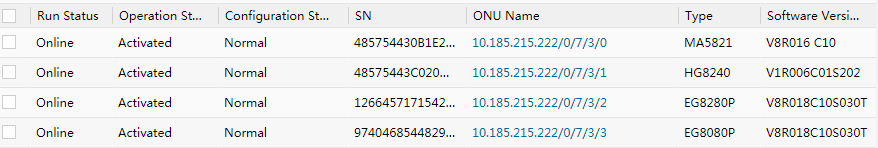 Run Status Operation St... Configuration St... SN ONU Name Type Software Versi...
Online Activated Normal 485754430B1E2... 10.185.215.222/0/7/3/0 MA5821 V8R016 C10
Online Activated Normal 48575443C020... 10.185.215.222/0/7/3/1 HG8240 V1R006C01S202
Online Activated Normal 1266457171542... 10.185.215.222/0/7/3/2 EG8280P V8R018C10S030T
Online Activated Normal 9740468544829... 10.185.215.222/0/7/3/3 EG8080P V8R018C10S030T